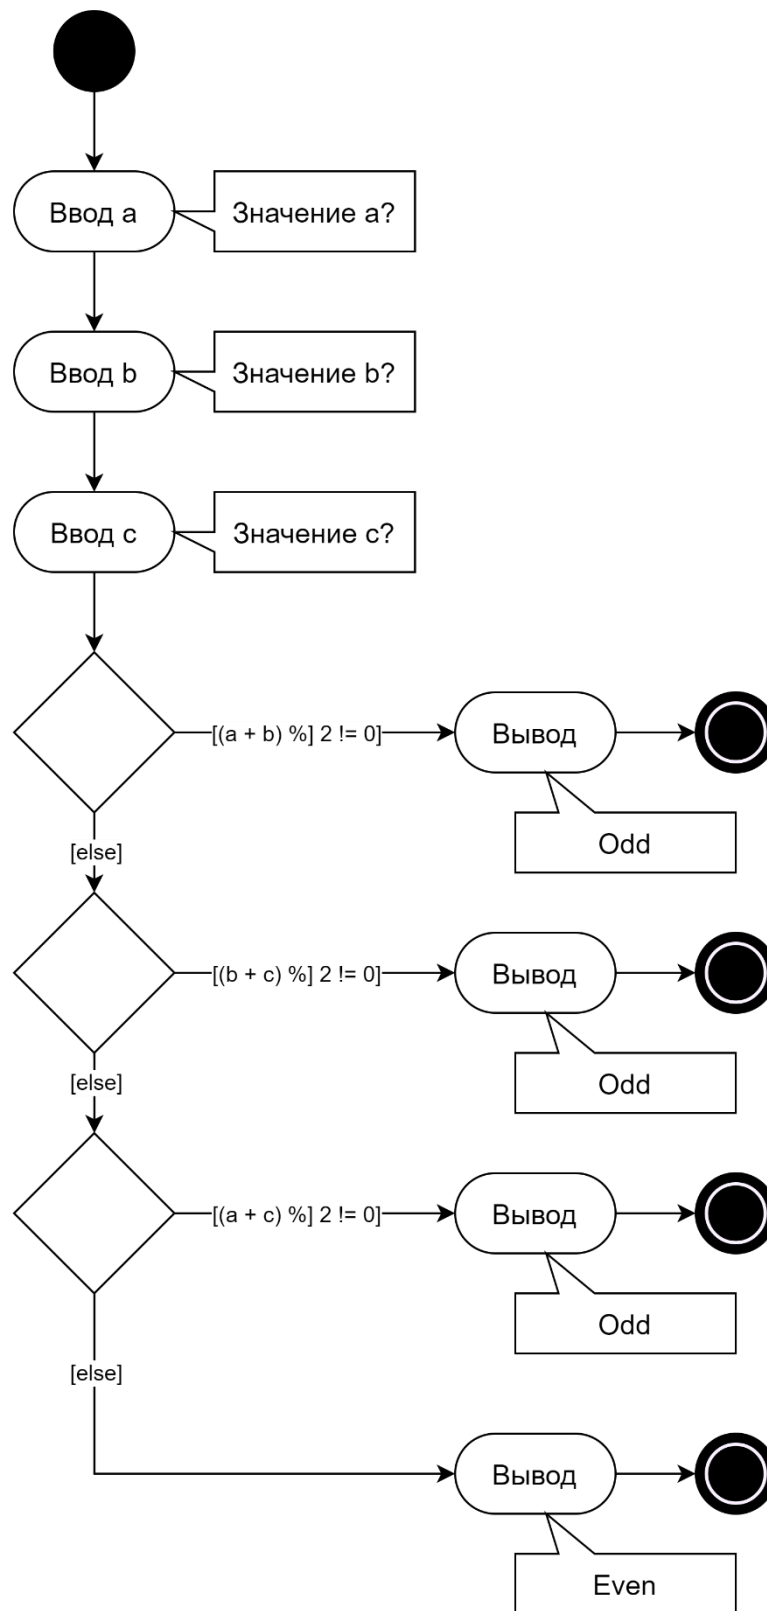 Ввод a
Значение a?
Ввод b
Значение b?
Ввод c
Значение c?
[(a + b) %] 2 != 0]
Вывод
Odd
[else]
[(b + c) %] 2 != 0]
Вывод
Odd
[else]
[(a + c) %] 2 != 0]
Вывод
Odd
[else]
Вывод
Even